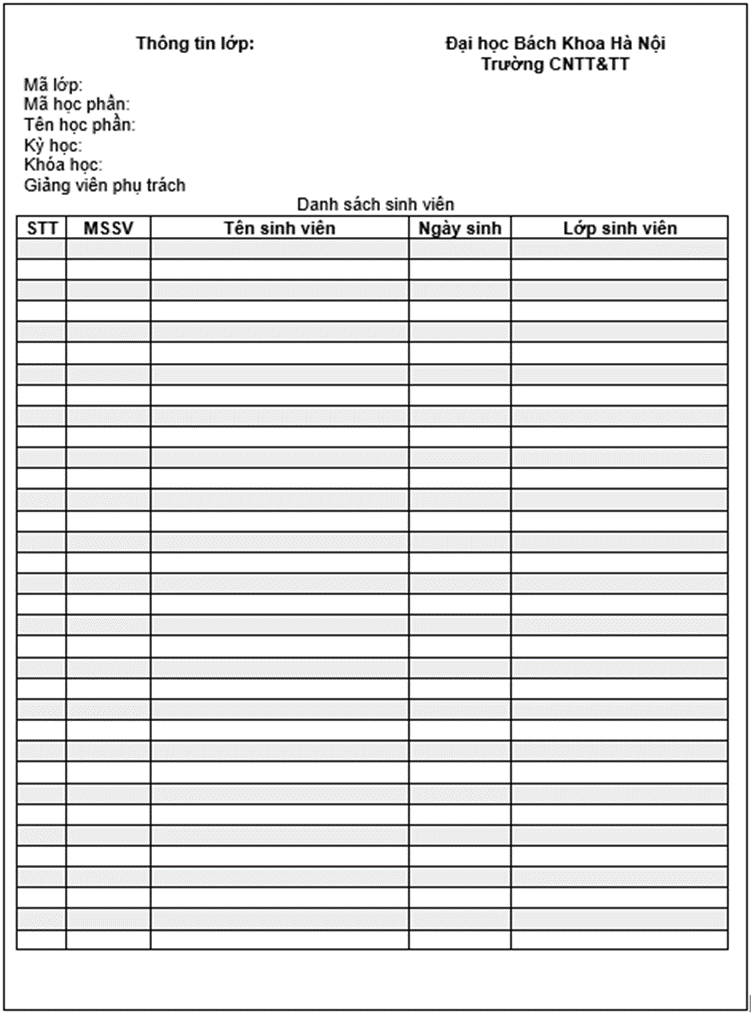 Thông tin lớp:
Đại học Bách Khoa Hà Nội
Trường CNTT&TT
Mã lớp:
Mã học phần:
Tên học phần:
Kỳ học:
Khóa học:
Giảng viên phụ trách
Danh sách sinh viên
STT MSSV Tên sinh viên Ngày sinh Lớp sinh viên